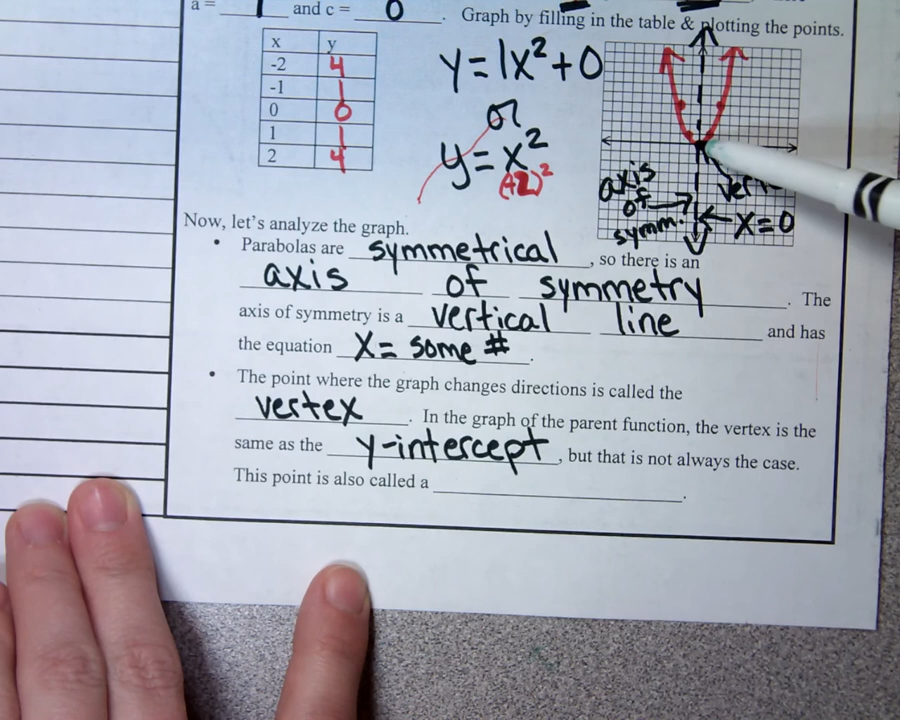 a = 1 and c = 0. Graph by filling in the table & plotting the points.
x y
-2 4
-1 1
0 0
1 1
2 4
y = 1x² + 0
or
y = x²
(+2)²
axis
of
symm.
x = 0
Now, let's analyze the graph.
• Parabolas are symmetrical, so there is an
axis of symmetry. The
axis of symmetry is a vertical line and has
the equation x = some #.
• The point where the graph changes directions is called the
vertex. In the graph of the parent function, the vertex is the
same as the y-intercept, but that is not always the case.
This point is also called a ____________.